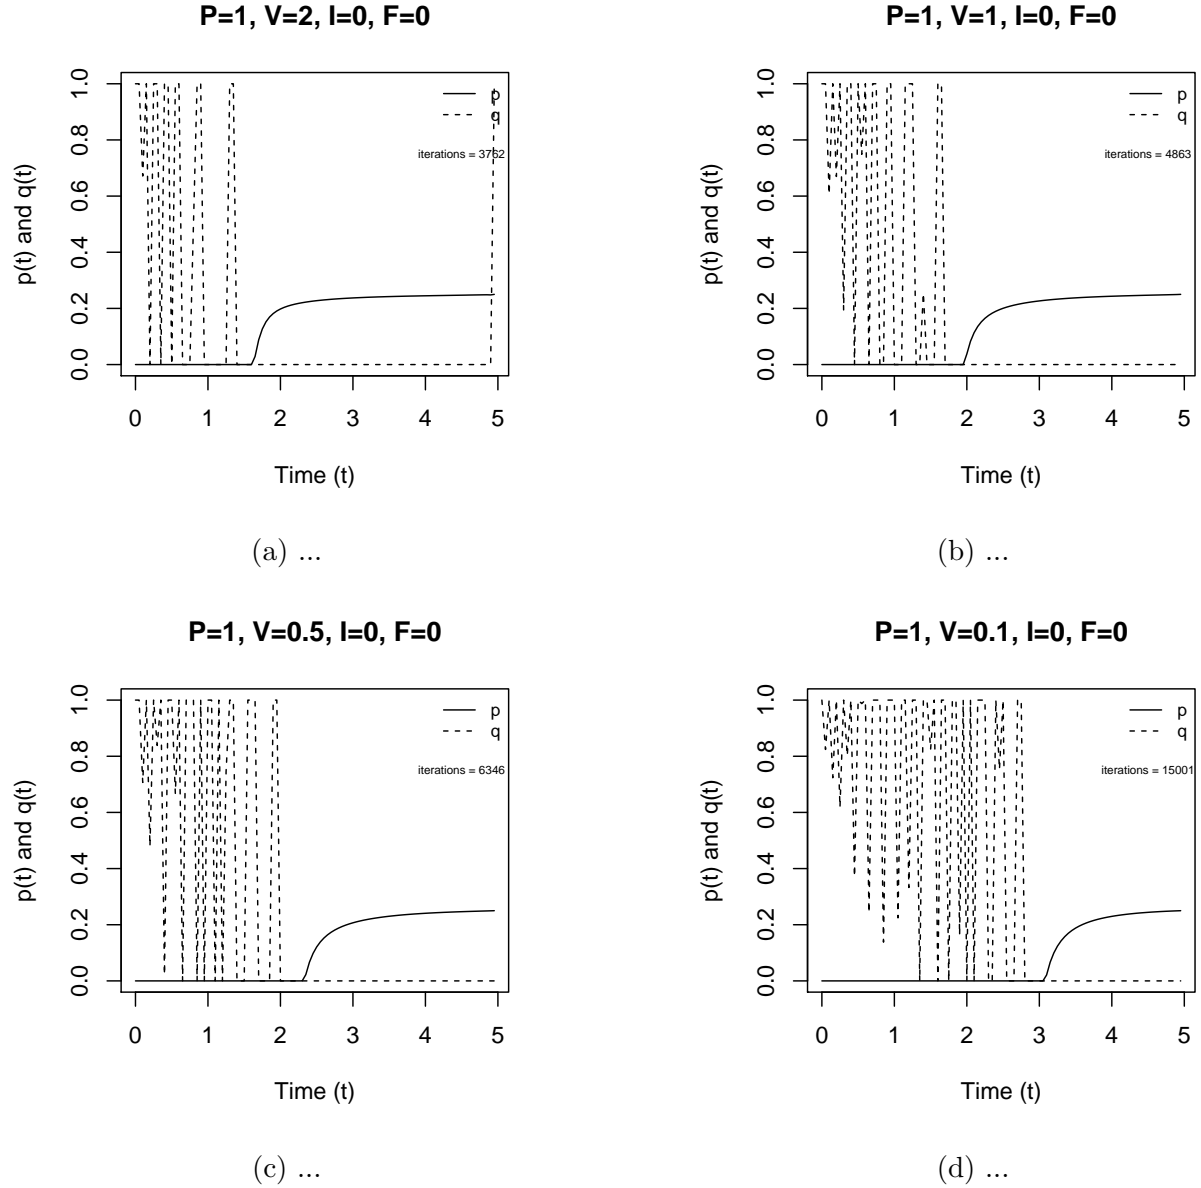 P=1, V=2, I=0, F=0
p(t) and q(t)
1.0
0.8
0.6
0.4
0.2
0.0
p
q
iterations = 3762
0 1 2 3 4 5
Time (t)
(a) ...
P=1, V=1, I=0, F=0
p(t) and q(t)
1.0
0.8
0.6
0.4
0.2
0.0
p
q
iterations = 4863
0 1 2 3 4 5
Time (t)
(b) ...
P=1, V=0.5, I=0, F=0
p(t) and q(t)
1.0
0.8
0.6
0.4
0.2
0.0
p
q
iterations = 6346
0 1 2 3 4 5
Time (t)
(c) ...
P=1, V=0.1, I=0, F=0
p(t) and q(t)
1.0
0.8
0.6
0.4
0.2
0.0
p
q
iterations = 15001
0 1 2 3 4 5
Time (t)
(d) ...